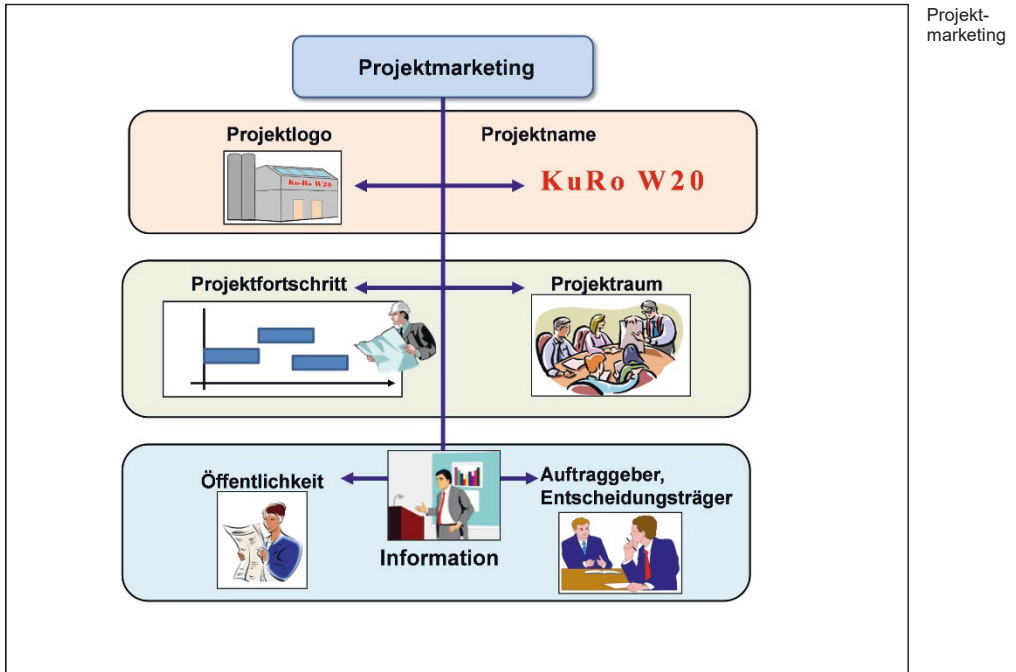 Projekt-
marketing
Projektmarketing
Projektlogo
Projektname
Ku-Ro W20
KuRo W20
Projektfortschritt
Projektraum
Öffentlichkeit
Auftraggeber,
Entscheidungsträger
Information